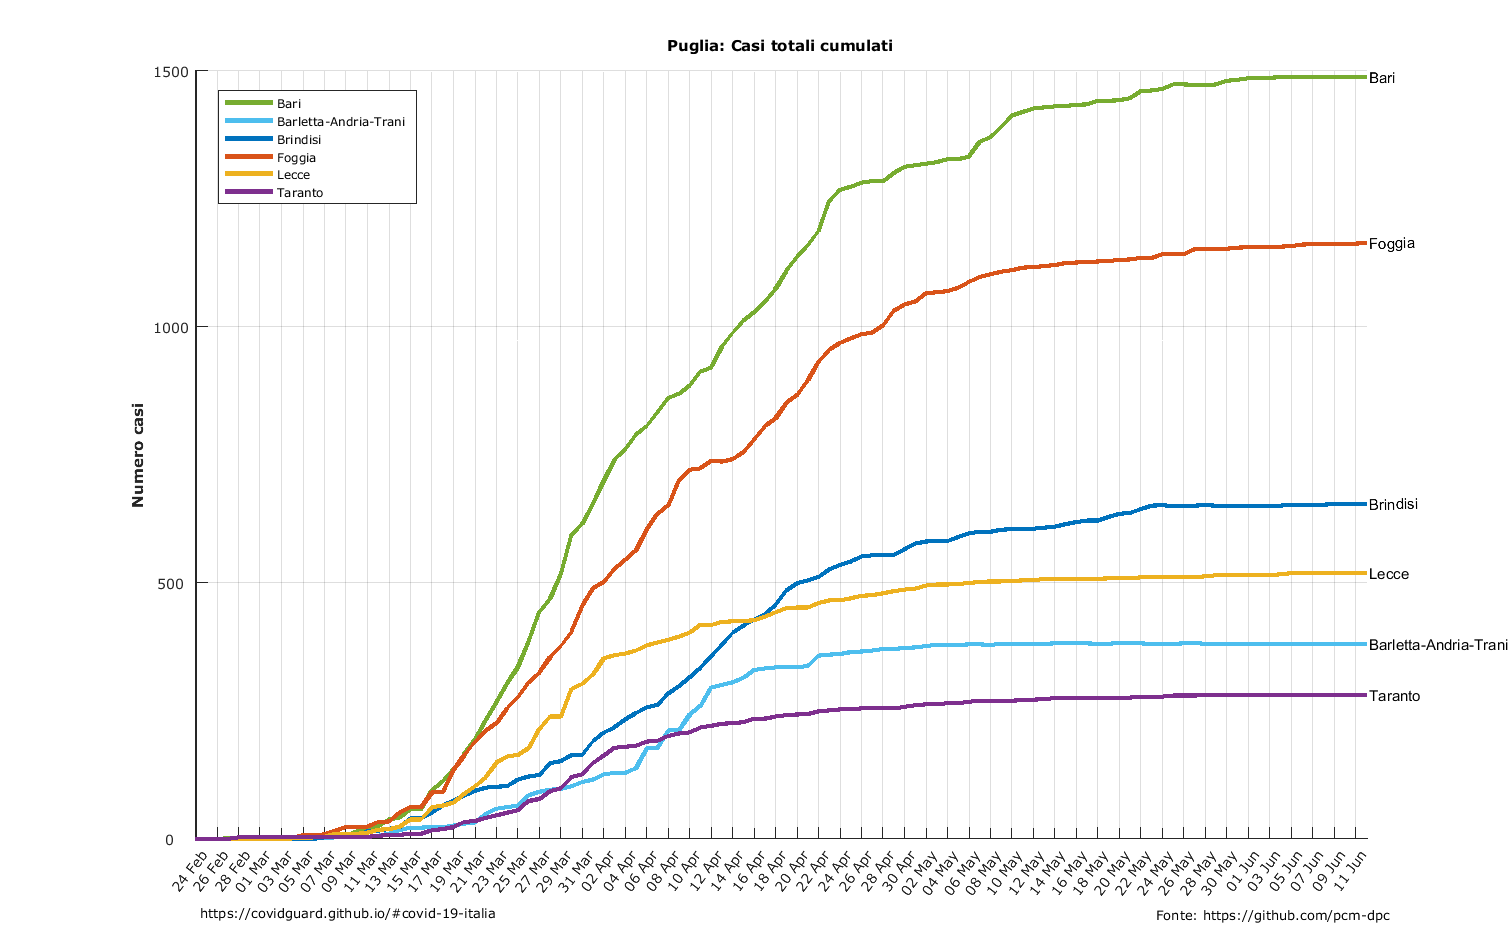 Puglia: Casi totali cumulati
1500
1000
500
0
Numero casi
Bari
Barletta-Andria-Trani
Brindisi
Foggia
Lecce
Taranto
Bari
Foggia
Brindisi
Lecce
Barletta-Andria-Trani
Taranto
24 Feb
26 Feb
28 Feb
01 Mar
03 Mar
05 Mar
07 Mar
09 Mar
11 Mar
13 Mar
15 Mar
17 Mar
19 Mar
21 Mar
23 Mar
25 Mar
27 Mar
29 Mar
31 Mar
02 Apr
04 Apr
06 Apr
08 Apr
10 Apr
12 Apr
14 Apr
16 Apr
18 Apr
20 Apr
22 Apr
24 Apr
26 Apr
28 Apr
30 Apr
02 May
04 May
06 May
08 May
10 May
12 May
14 May
16 May
18 May
20 May
22 May
24 May
26 May
28 May
30 May
01 Jun
03 Jun
05 Jun
07 Jun
09 Jun
11 Jun
https://covidguard.github.io/#covid-19-italia
Fonte: https://github.com/pcm-dpc